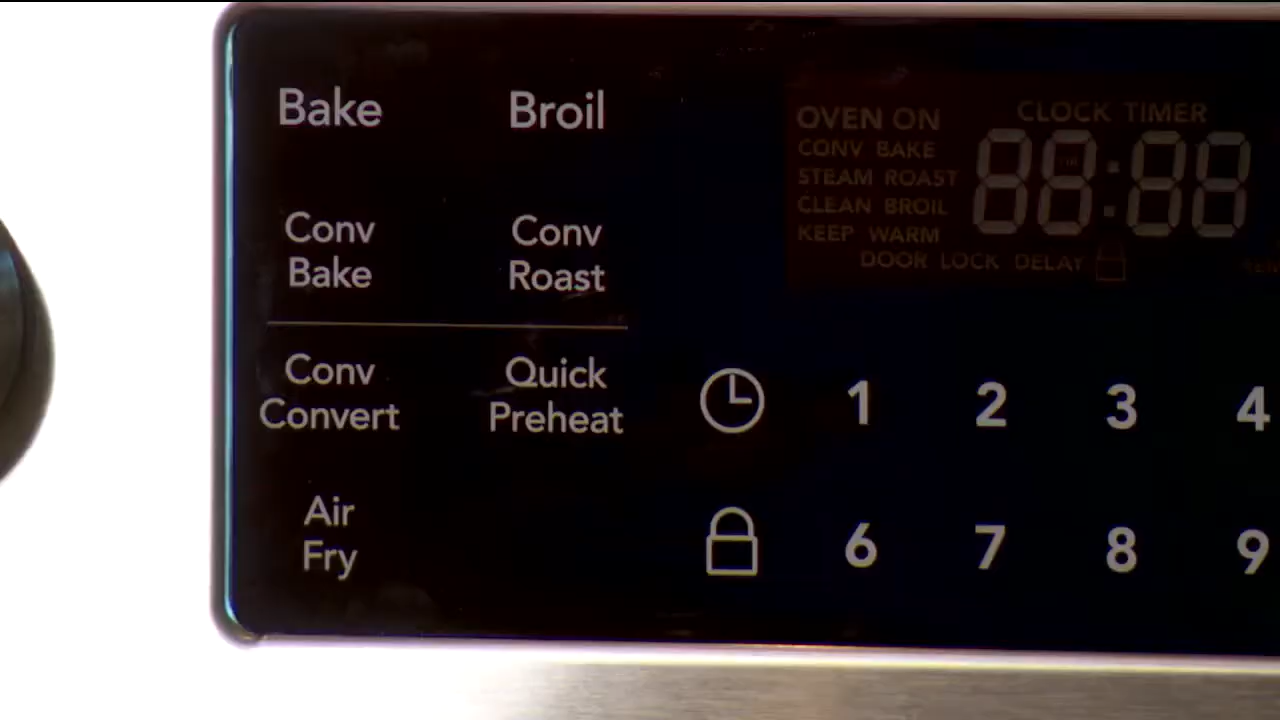 Bake
Broil
Conv
Bake
Conv
Roast
Conv
Convert
Quick
Preheat
Air
Fry
OVEN ON
CONV BAKE
STEAM ROAST
CLEAN BROIL
KEEP WARM
DOOR LOCK DELAY
CLOCK TIMER
88:88
1 2 3 4
6 7 8 9